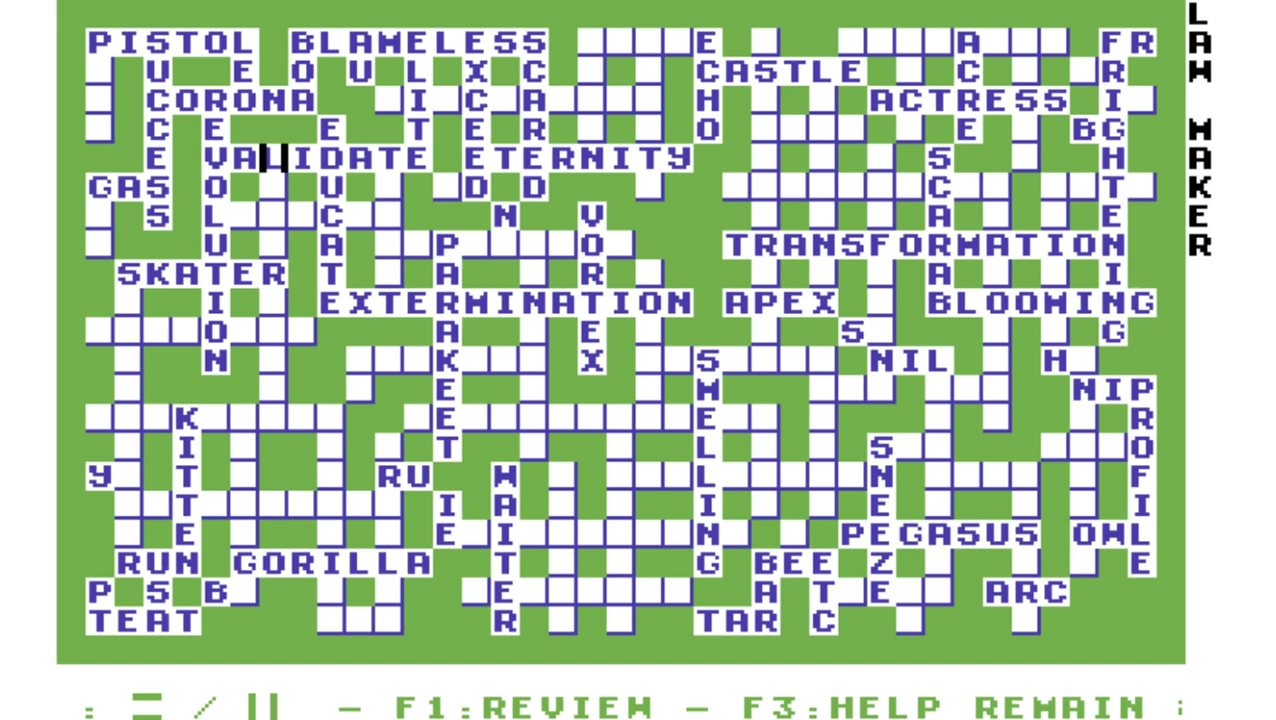 PISTOL BLAMELESS E A FR
U E O U L X C CASTLE C R
CORONA I C A H ACTRESS I
C E E T E R O E BG
E VALIDATE ETERNITY S H
GAS O U D D C T
S L C N V A E
U A P O TRANSFORMATION
SKATER T A R A I
I EXTERMINATION APEX BLOOMING
O A E S G
N K X S NIL H
E M NIP
K E E R
I T L S O
Y T RU W L N F
T I A I E I
E E I N PEGASUS OWL
RUN GORILLA T G BEE Z E
P S B E A T E ARC
TEAT R TAR C
LAW MAKER
: = / || - F1:REVIEW - F3:HELP REMAIN